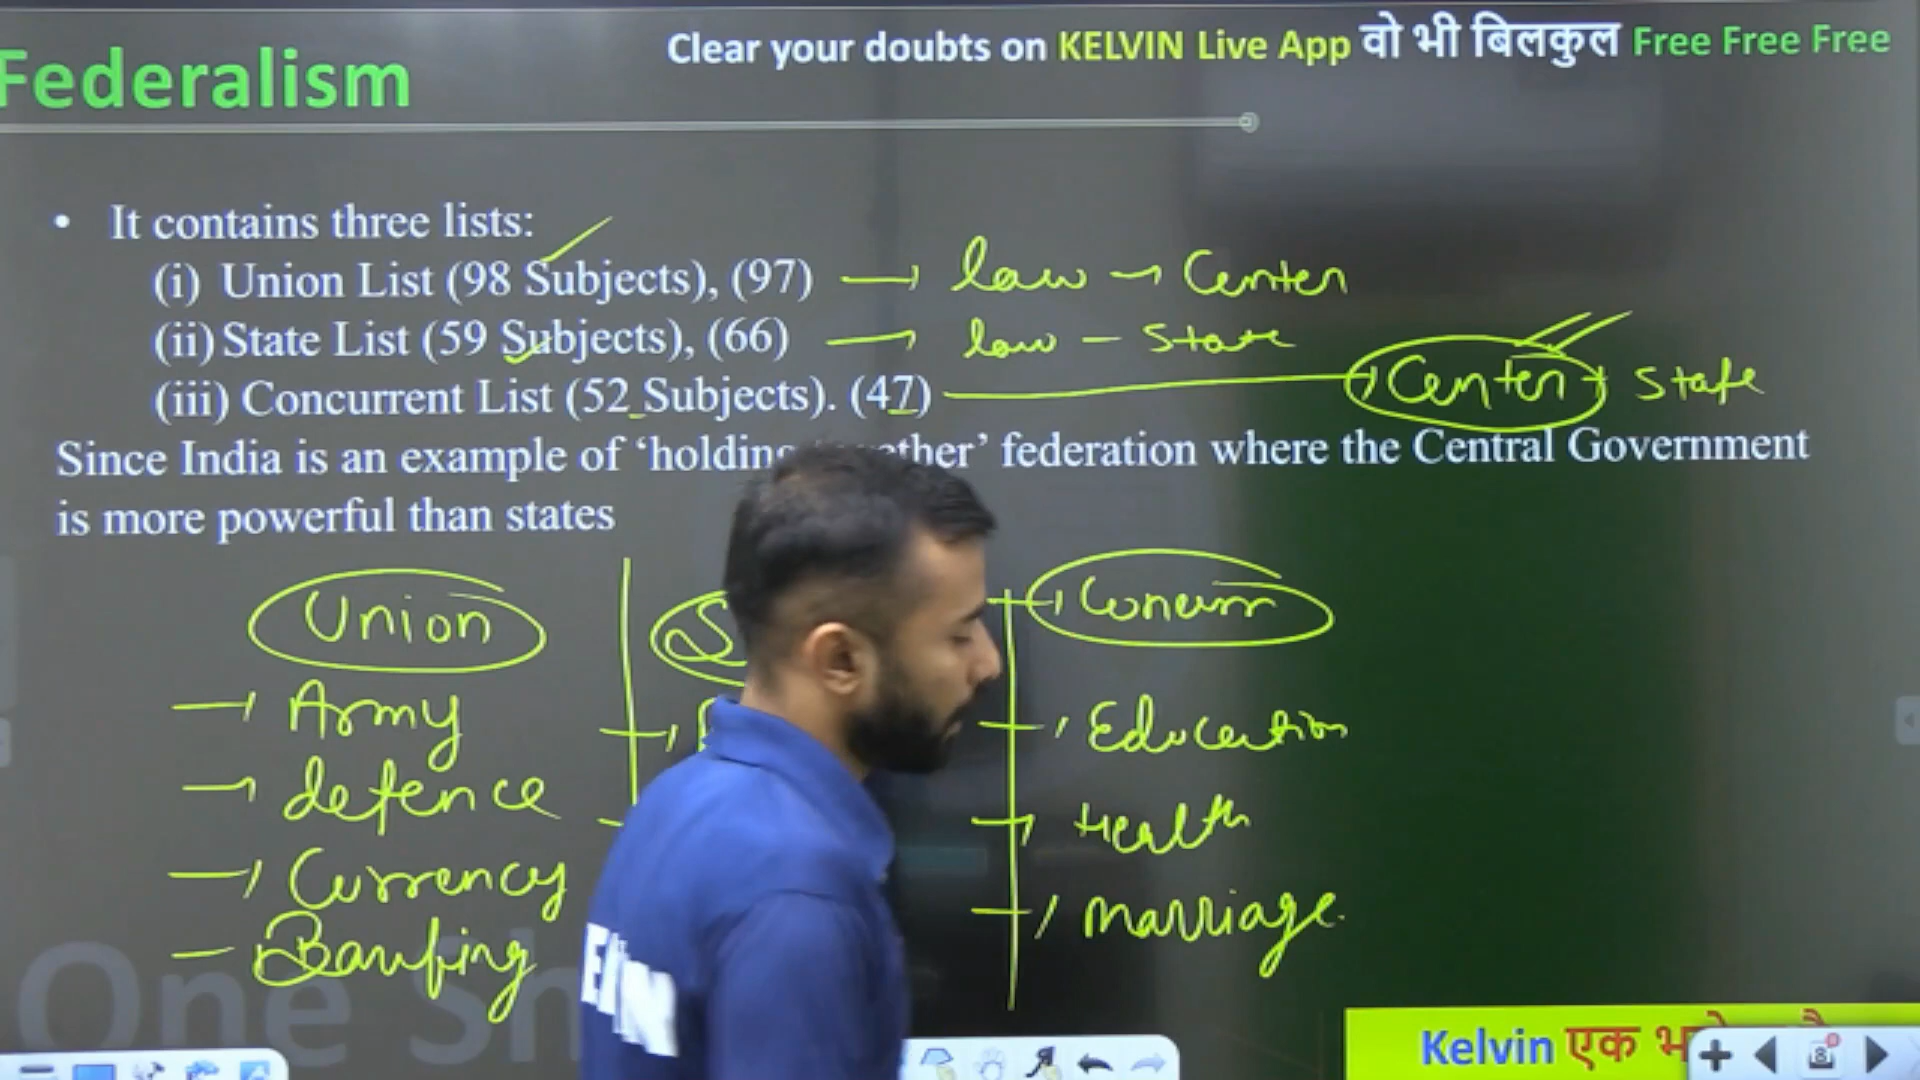 Federalism
Clear your doubts on KELVIN Live App वो भी बिलकुल Free Free Free
• It contains three lists:
(i) Union List (98 Subjects), (97) → law → Center
(ii) State List (59 Subjects), (66) → law - State
(iii) Concurrent List (52 Subjects). (47) → Center + State
Since India is an example of ‘holding together’ federation where the Central Government
is more powerful than states
Union
→ Army
→ defence
→ Currency
- Banking
→ Concurr
→ Education
→ Health
→ marriage.
One Sh
Kelvin एक